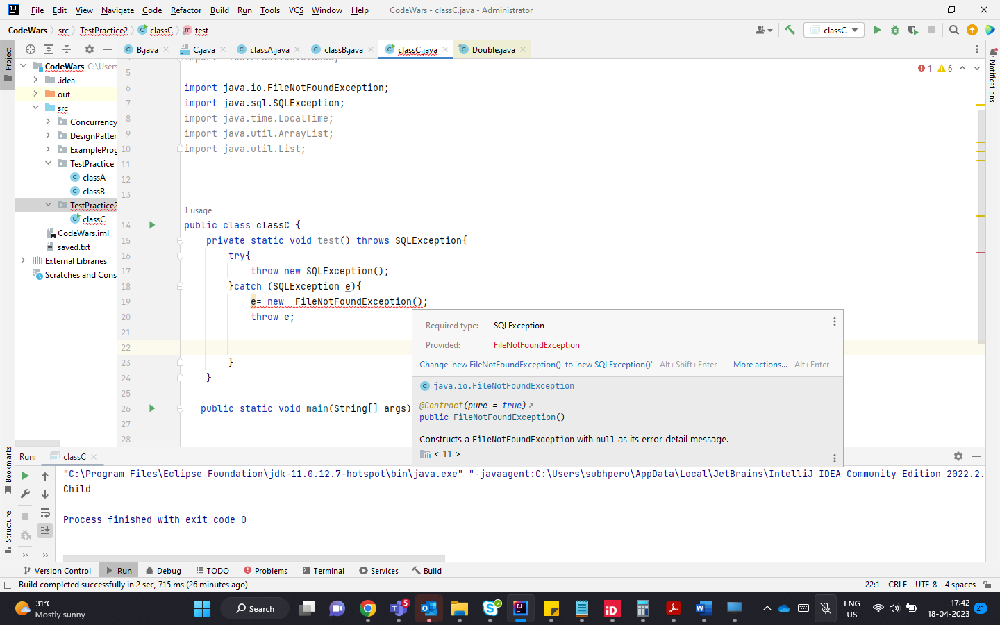 File Edit View Navigate Code Refactor Build Run Tools VCS Window Help CodeWars - classC.java - Administrator
CodeWars src TestPractice2 classC test classC
Project
B.java C.java classA.java classB.java classC.java Double.java
Notifications
CodeWars C:\Users
.idea
out
src
Concurrency
DesignPatter
ExampleProg
TestPractice
classA
classB
TestPractice2
classC
CodeWars.iml
saved.txt
External Libraries
Scratches and Cons
1 6
5
6 import java.io.FileNotFoundException;
7 import java.sql.SQLException;
8 import java.time.LocalTime;
9 import java.util.ArrayList;
10 import java.util.List;
11
12
13
1 usage
14 public class classC {
15 private static void test() throws SQLException{
16 try{
17 throw new SQLException();
18 }catch (SQLException e){
19 e= new  FileNotFoundException();
20 throw e;
21
22
23 }
24 }
25
26 public static void main(String[] args)
27
28
Required type: SQLException
Provided: FileNotFoundException
Change 'new FileNotFoundException()' to 'new SQLException()' Alt+Shift+Enter More actions... Alt+Enter
java.io.FileNotFoundException
@Contract(pure = true)
public FileNotFoundException()
Constructs a FileNotFoundException with null as its error detail message.
< 11 >
Run: classC
"C:\Program Files\Eclipse Foundation\jdk-11.0.12.7-hotspot\bin\java.exe" "-javaagent:C:\Users\subhperu\AppData\Local\JetBrains\IntelliJ IDEA Community Edition 2022.2.
Child
Process finished with exit code 0
Bookmarks
Structure
Version Control Run Debug TODO Problems Terminal Services Build
Build completed successfully in 2 sec, 715 ms (26 minutes ago) 22:1 CRLF UTF-8 4 spaces
31°C
Mostly sunny
Search
5
ENG
US
17:42
18-04-2023
21